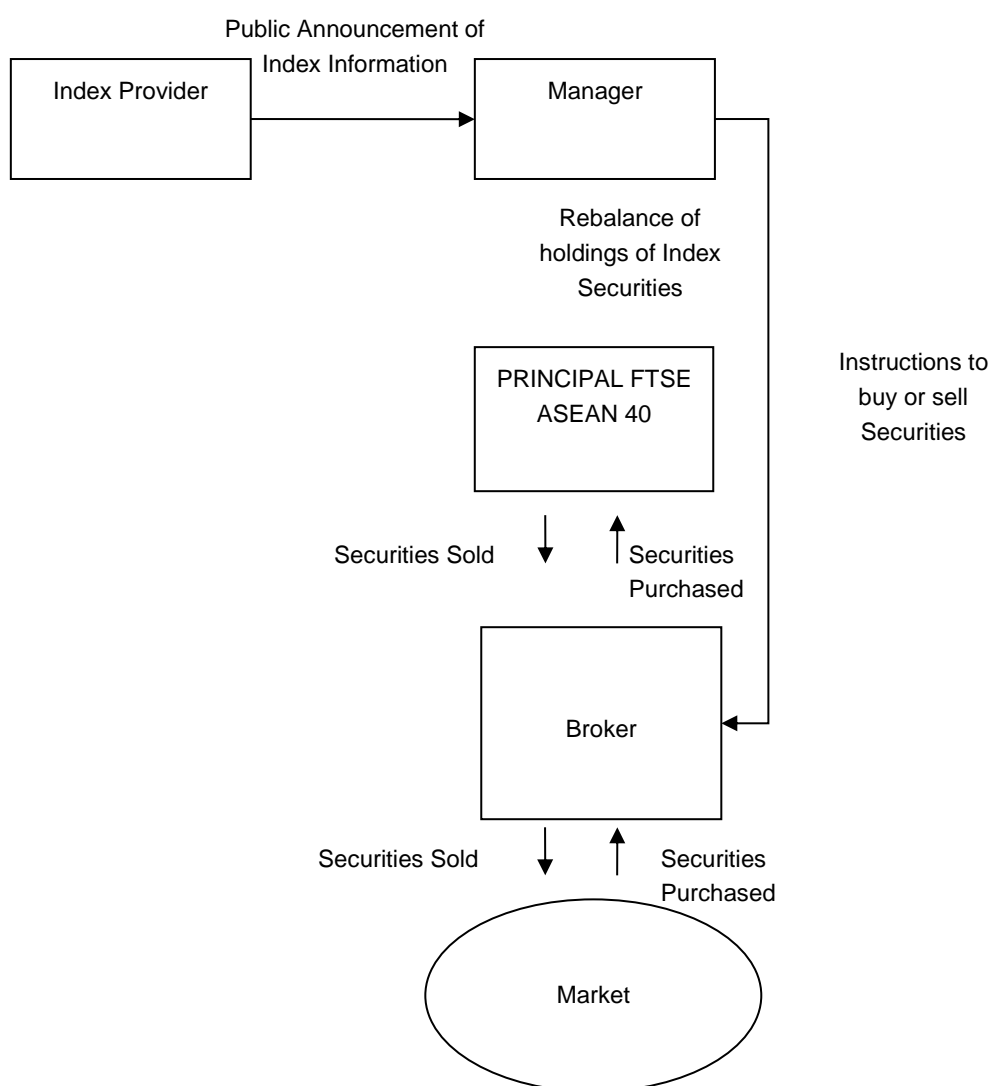 Public Announcement of
Index Information
Index Provider
Manager
Rebalance of
holdings of Index
Securities
PRINCIPAL FTSE
ASEAN 40
Instructions to
buy or sell
Securities
Securities Sold
Securities
Purchased
Broker
Securities Sold
Securities
Purchased
Market